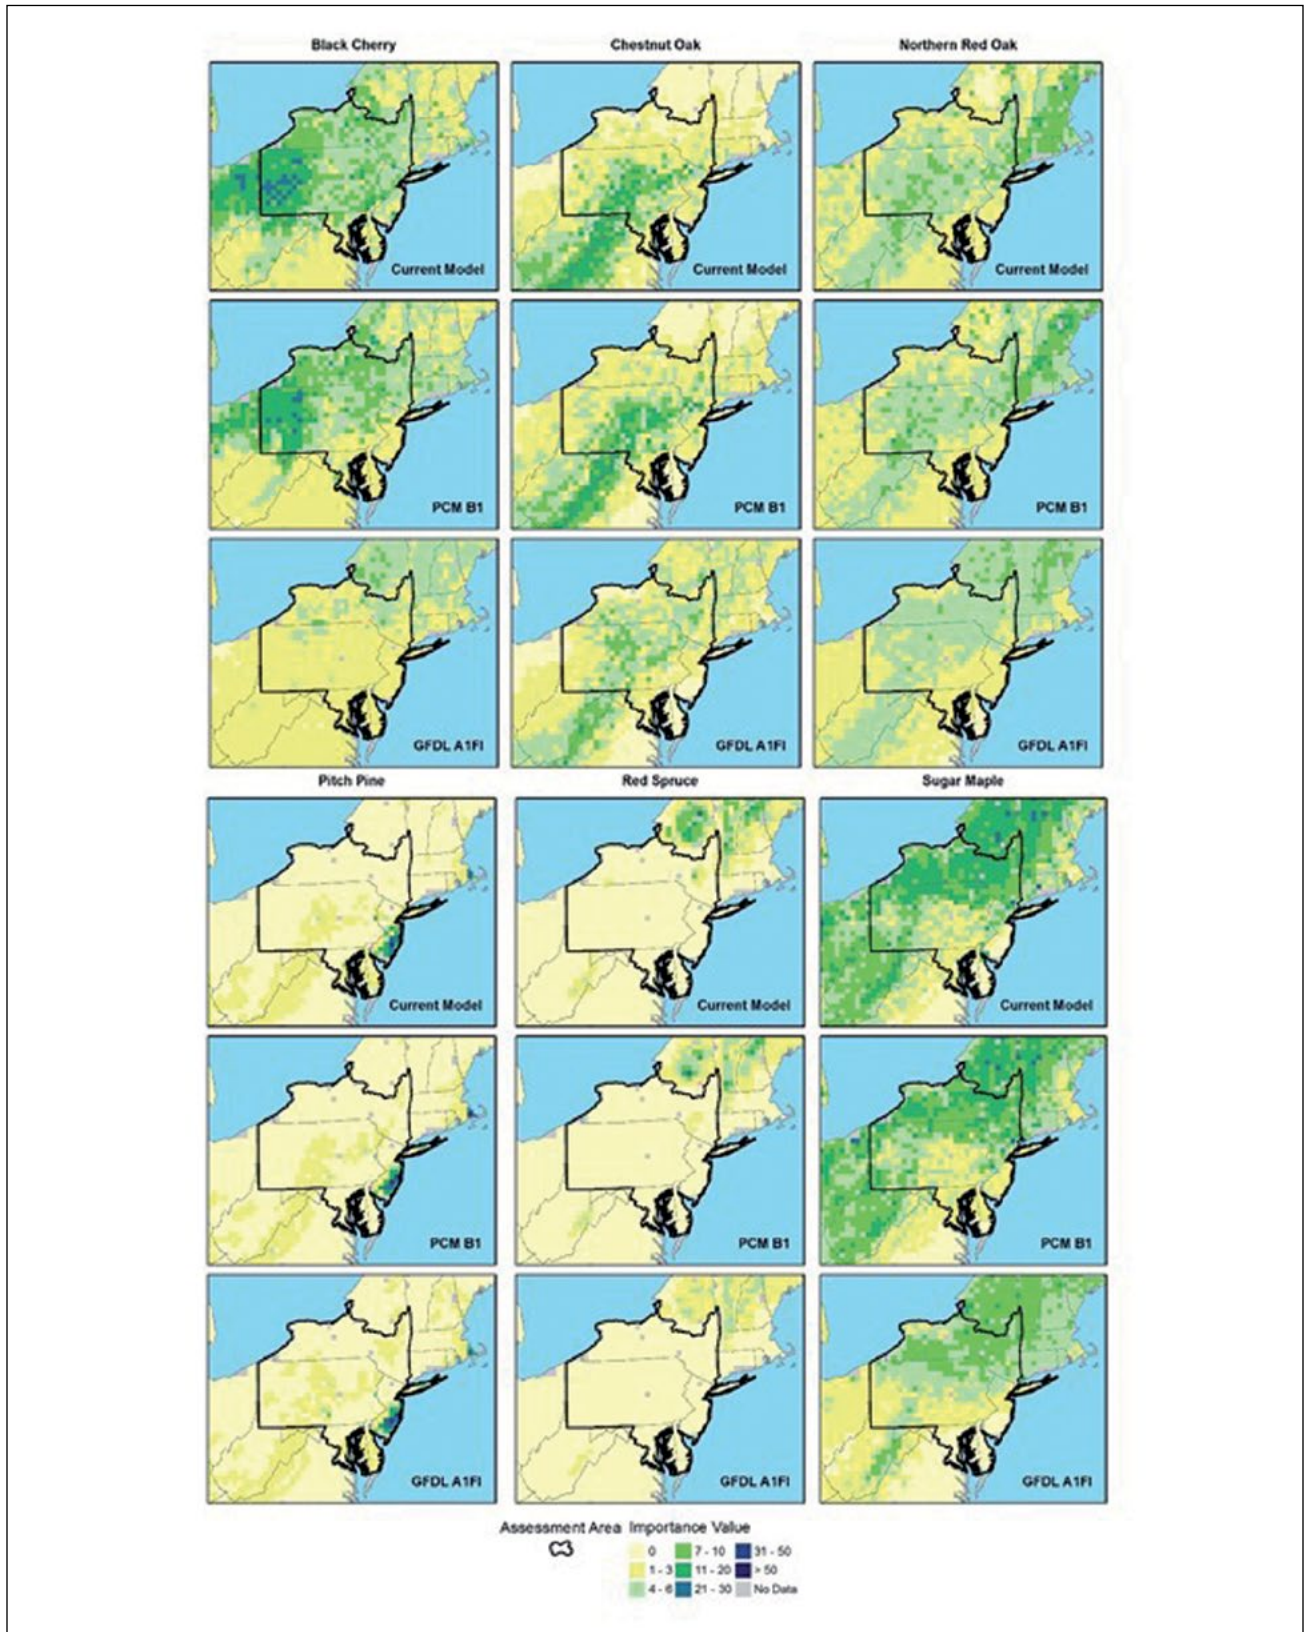 Black Cherry Chestnut Oak Northern Red Oak
Current Model Current Model Current Model
PCM B1 PCM B1 PCM B1
GFDL A1FI GFDL A1FI GFDL A1FI
Pitch Pine Red Spruce Sugar Maple
Current Model Current Model Current Model
PCM B1 PCM B1 PCM B1
GFDL A1FI GFDL A1FI GFDL A1FI
Assessment Area Importance Value
0 7 - 10 31 - 50
1 - 3 11 - 20 > 50
4 - 6 21 - 30 No Data